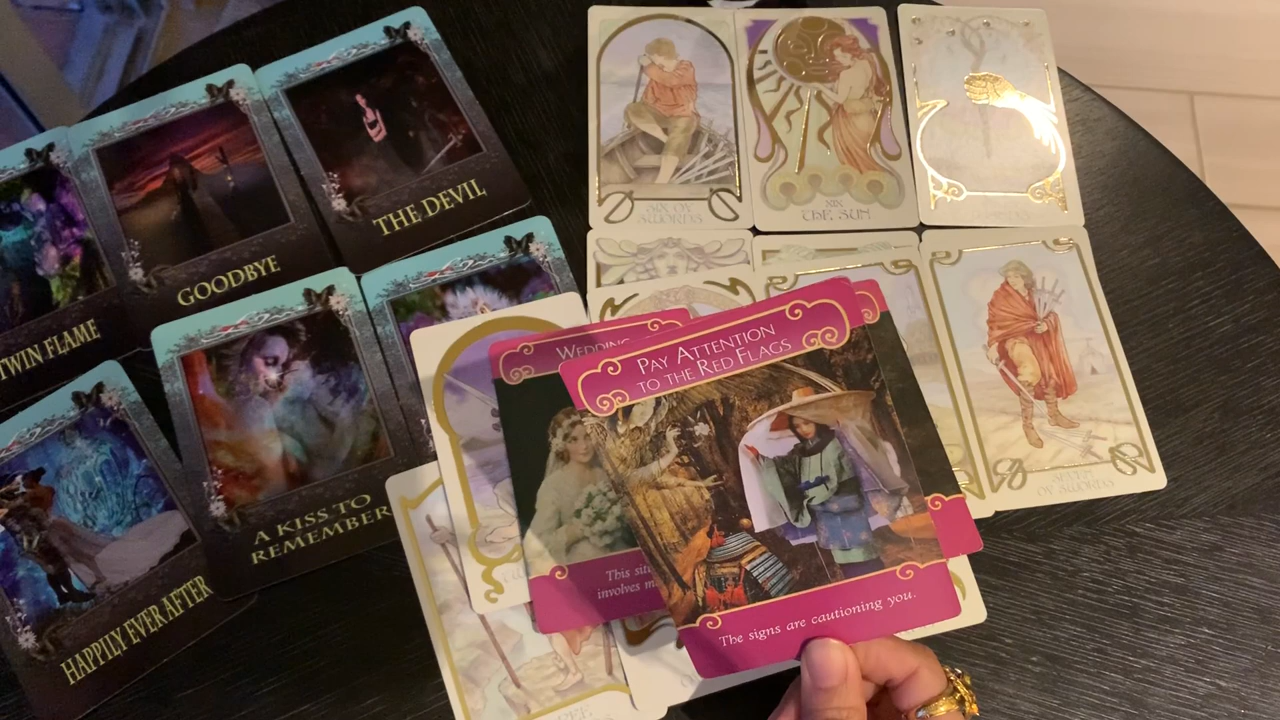 THE DEVIL
GOODBYE
TWIN FLAME
A KISS TO
REMEMBER
HAPPILY EVER AFTER
SIX OF
SWORDS
XIX
THE SUN
WEDDING
PAY ATTENTION
TO THE RED FLAGS
This
involves
The signs are cautioning you.
SEVEN
OF SWORDS